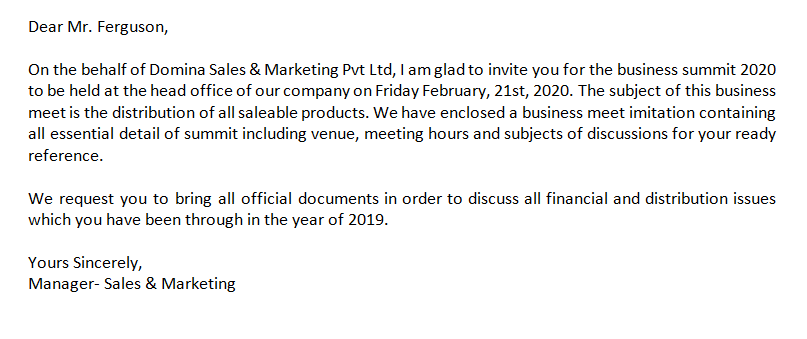 Dear Mr. Ferguson,
On the behalf of Domina Sales & Marketing Pvt Ltd, I am glad to invite you for the business summit 2020
to be held at the head office of our company on Friday February, 21st, 2020. The subject of this business
meet is the distribution of all saleable products. We have enclosed a business meet imitation containing
all essential detail of summit including venue, meeting hours and subjects of discussions for your ready
reference.
We request you to bring all official documents in order to discuss all financial and distribution issues
which you have been through in the year of 2019.
Yours Sincerely,
Manager- Sales & Marketing